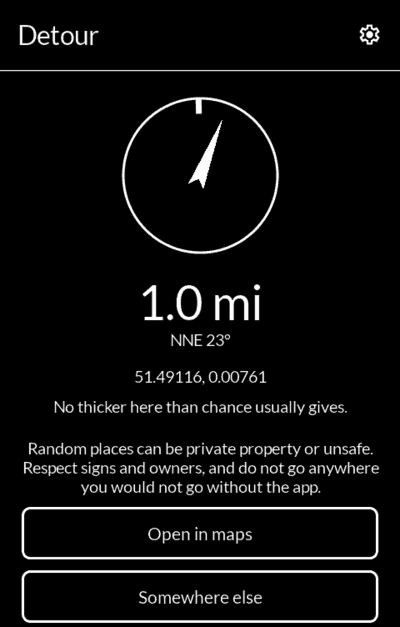 Detour
1.0 mi
NNE 23°
51.49116, 0.00761
No thicker here than chance usually gives.
Random places can be private property or unsafe.
Respect signs and owners, and do not go anywhere
you would not go without the app.
Open in maps
Somewhere else